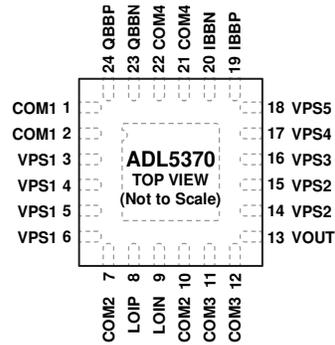 24 QBBP
23 QBBN
22 COM4
21 COM4
20 IBBN
19 IBBP
COM1 1
COM1 2
VPS1 3
VPS1 4
VPS1 5
VPS1 6
ADL5370
TOP VIEW
(Not to Scale)
18 VPS5
17 VPS4
16 VPS3
15 VPS2
14 VPS2
13 VOUT
COM2 7
LOIP 8
LOIN 9
COM2 10
COM3 11
COM3 12